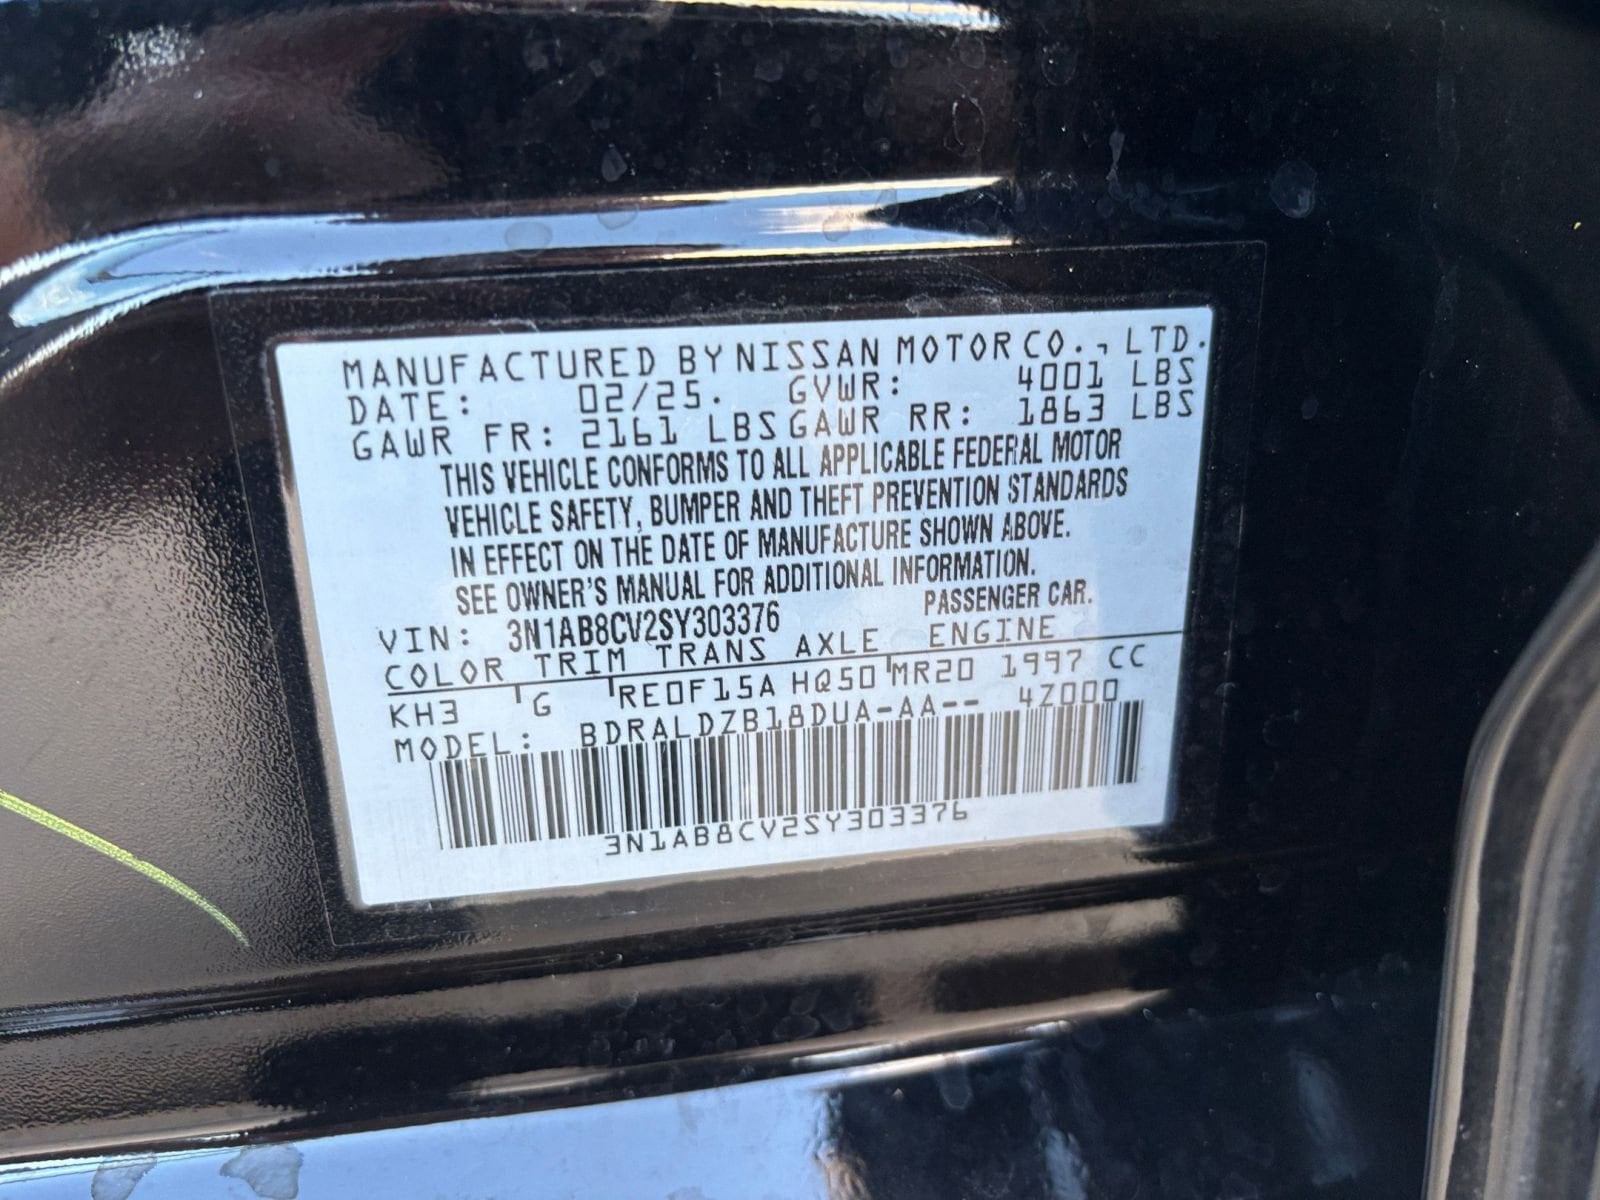 MANUFACTURED BY NISSAN MOTOR CO., LTD.
DATE: 02/25. GVWR: 4001 LBS
GAWR FR: 2161 LBS GAWR RR: 1863 LBS
THIS VEHICLE CONFORMS TO ALL APPLICABLE FEDERAL MOTOR
VEHICLE SAFETY, BUMPER AND THEFT PREVENTION STANDARDS
IN EFFECT ON THE DATE OF MANUFACTURE SHOWN ABOVE.
SEE OWNER'S MANUAL FOR ADDITIONAL INFORMATION.
VIN: 3N1AB8CV2SY303376 PASSENGER CAR.
COLOR TRIM TRANS AXLE ENGINE
KH3 G RE0F15A HQ50 MR20 1997 CC
MODEL: BDRALDZB18DUA-AA-- 4Z000
3N1AB8CV2SY303376